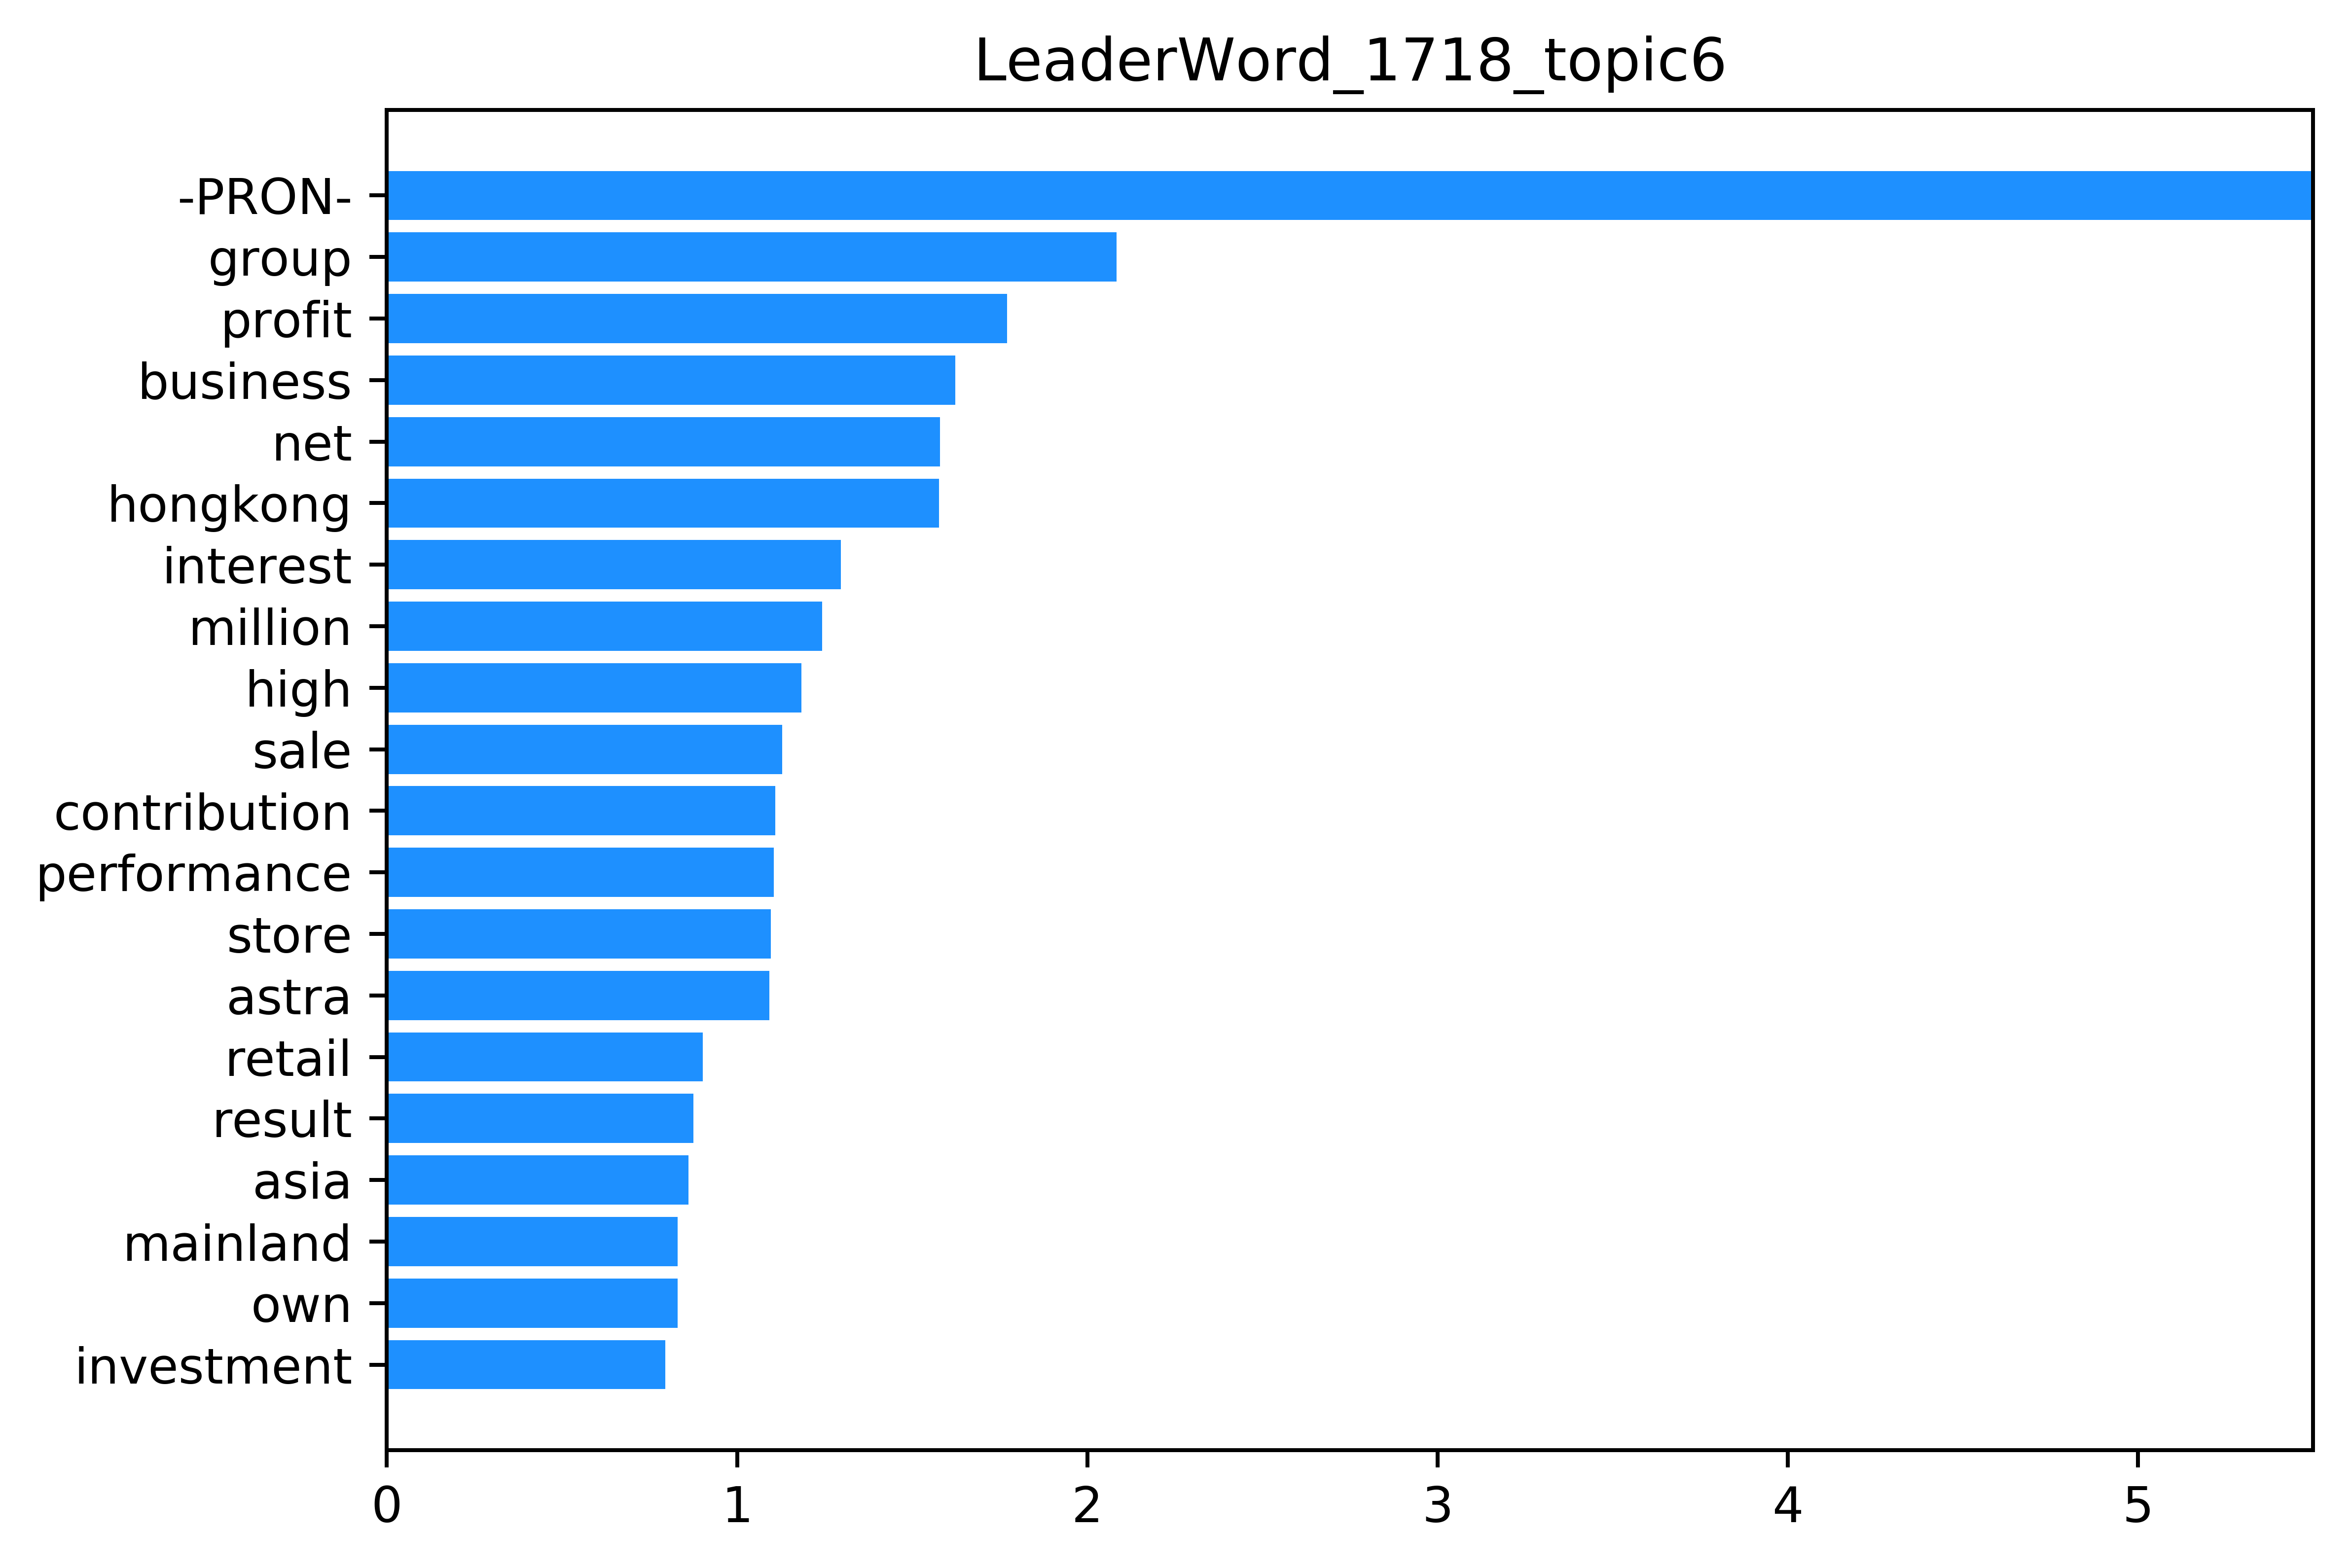 LeaderWord_1718_topic6
-PRON-
group
profit
business
net
hongkong
interest
million
high
sale
contribution
performance
store
astra
retail
result
asia
mainland
own
investment
0 1 2 3 4 5